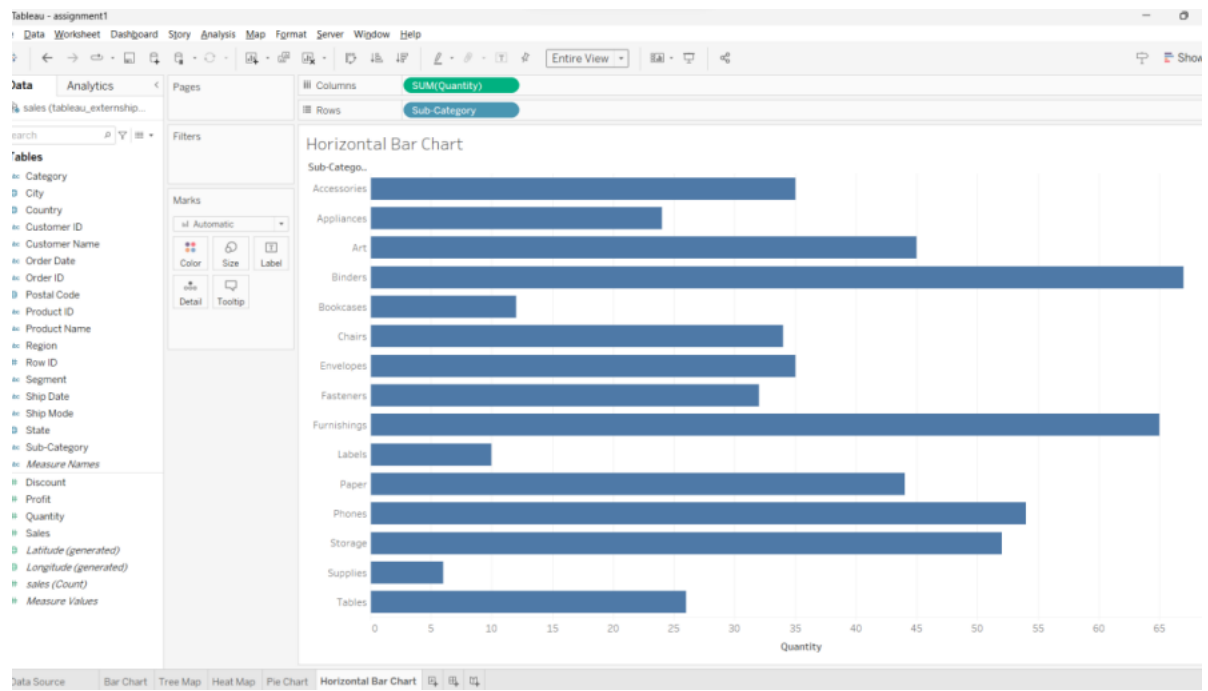 Tableau - assignment1
Data Worksheet Dashboard Story Analysis Map Format Server Window Help
Entire View
Show
Data Analytics
Pages
Columns SUM(Quantity)
sales (tableau_externship...
Rows Sub-Category
earch
Filters
Tables
Category
City
Country
Customer ID
Customer Name
Order Date
Order ID
Postal Code
Product ID
Product Name
Region
Row ID
Segment
Ship Date
Ship Mode
State
Sub-Category
Measure Names
Discount
Profit
Quantity
Sales
Latitude (generated)
Longitude (generated)
sales (Count)
Measure Values
Marks
Automatic
Color Size Label
Detail Tooltip
Horizontal Bar Chart
Sub-Catego..
Accessories
Appliances
Art
Binders
Bookcases
Chairs
Envelopes
Fasteners
Furnishings
Labels
Paper
Phones
Storage
Supplies
Tables
0 5 10 15 20 25 30 35 40 45 50 55 60 65
Quantity
Data Source Bar Chart Tree Map Heat Map Pie Chart Horizontal Bar Chart